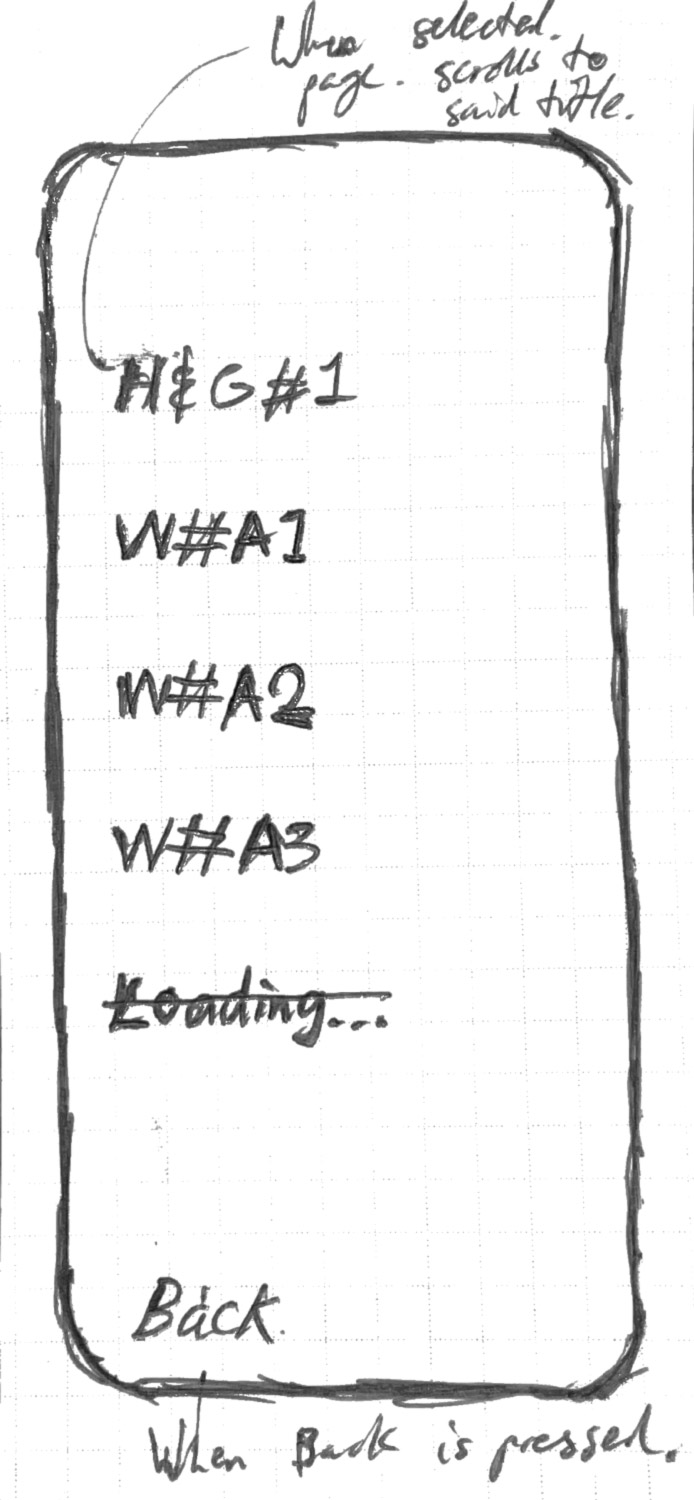 When selected.
page. scrolls to
said title.
H&G#1
W#A1
W#A2
W#A3
Loading...
Back.
When Back is pressed.